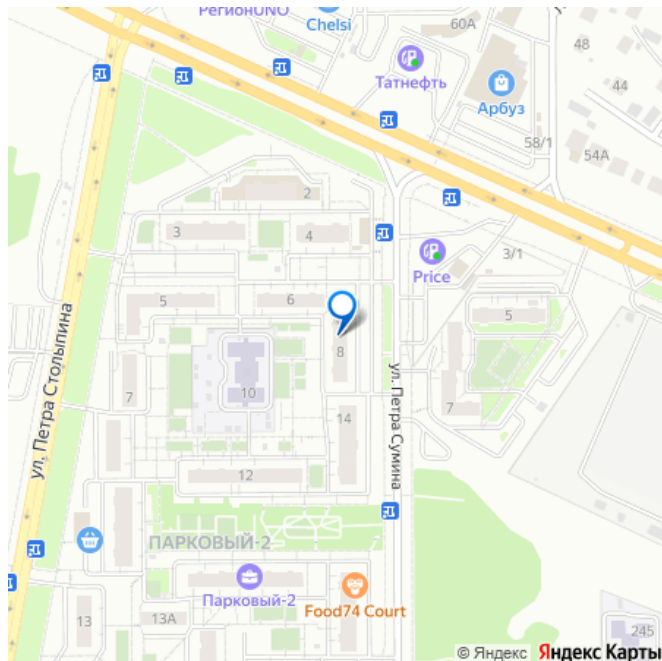 РегионUNO
Chelsi
60А
48
Татнефть
44
Арбуз
58/1
54А
2
3
4
3/1
Price
5
6
5
8
ул. Петра Столыпина
ул. Петра Сумина
7
10
7
14
12
ПАРКОВЫЙ-2
Парковый-2
Food74 Court
13
13А
245
© Яндекс Яндекс Карты